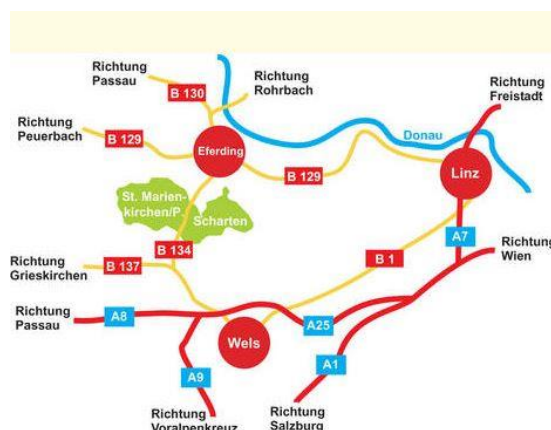 Richtung
Passau
B 130
Richtung
Rohrbach
Richtung
Freistadt
Richtung
Peuerbach
B 129
Eferding
Donau
B 129
Linz
St. Marien-
kirchen/P.
Scharten
A7
B 134
B 1
Richtung
Wien
Richtung
Grieskirchen
B 137
Richtung
Passau
A8
A25
Wels
A1
A9
Richtung
Voralpenkreuz
Richtung
Salzburg